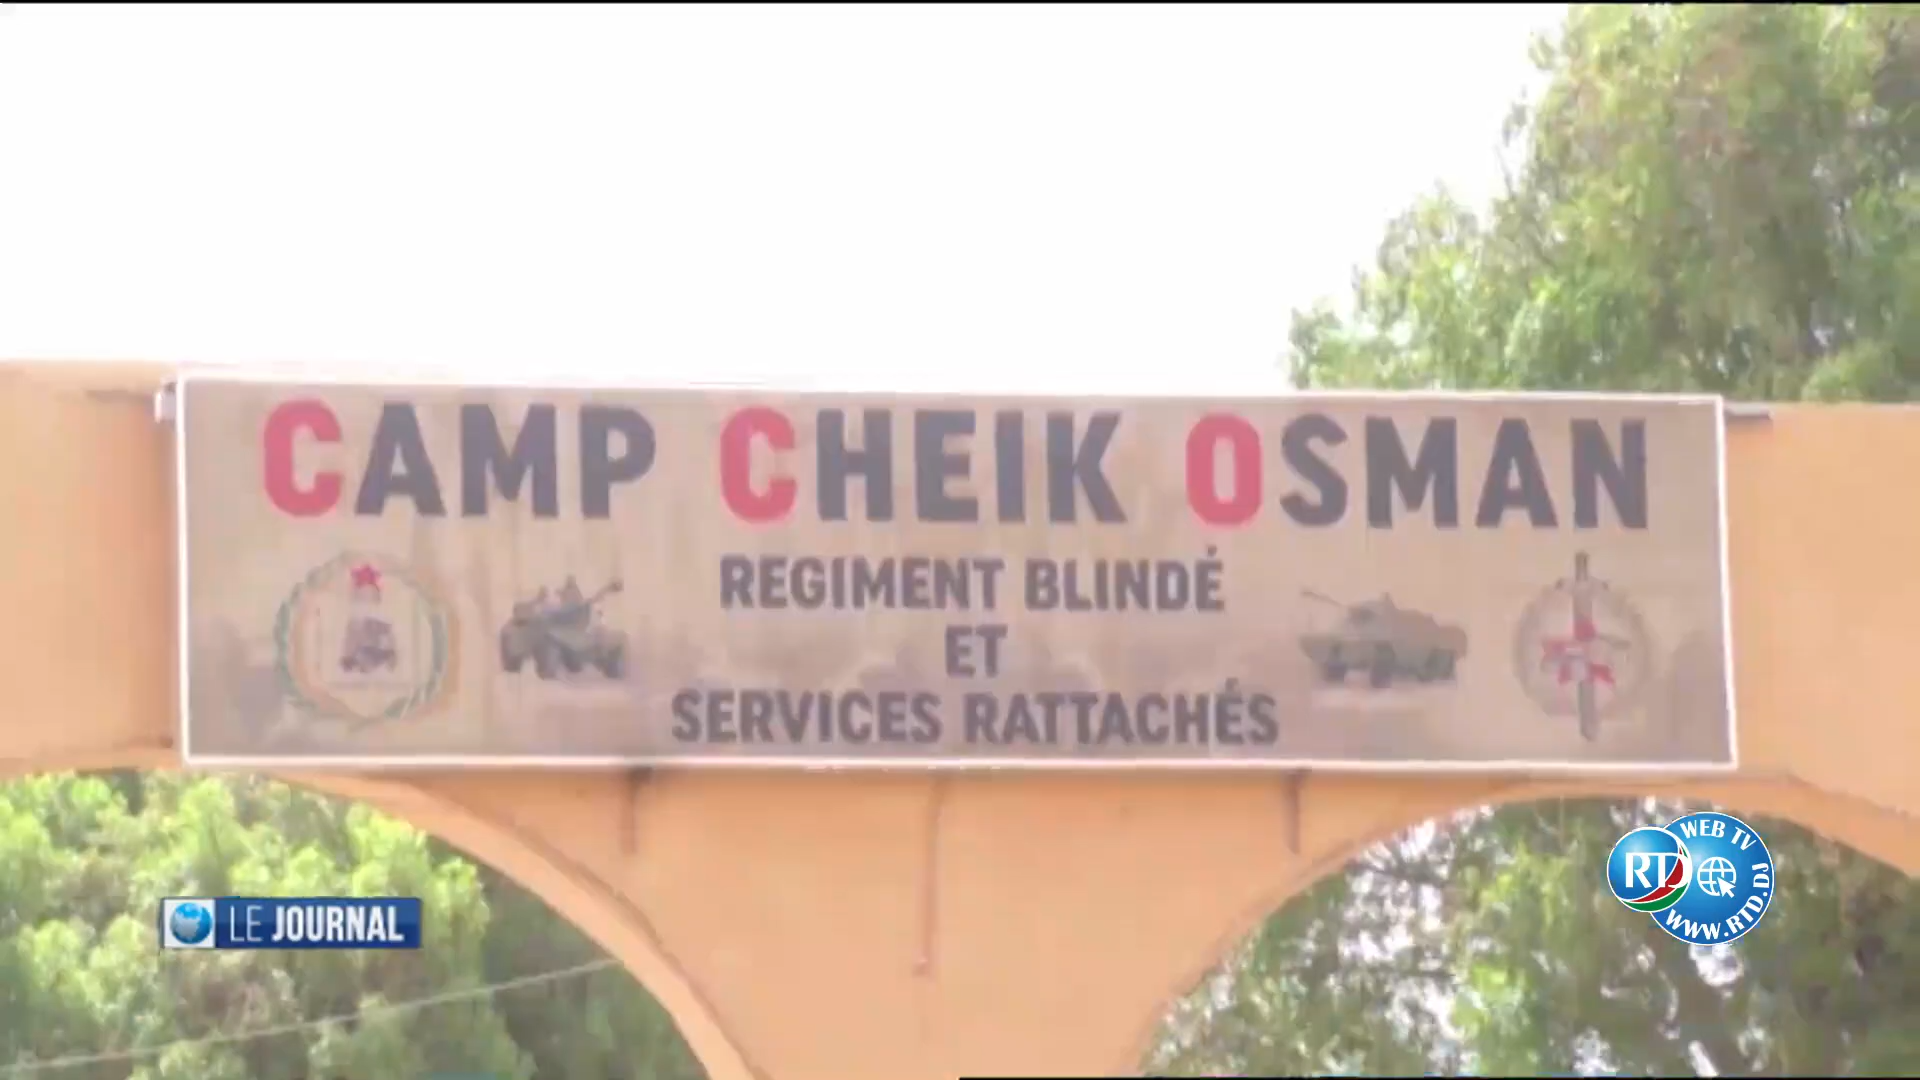 CAMP CHEIK OSMAN
REGIMENT BLINDÉ
ET
SERVICES RATTACHÉS
LE JOURNAL
RTD
WEB TV
WWW.RTD.DJ